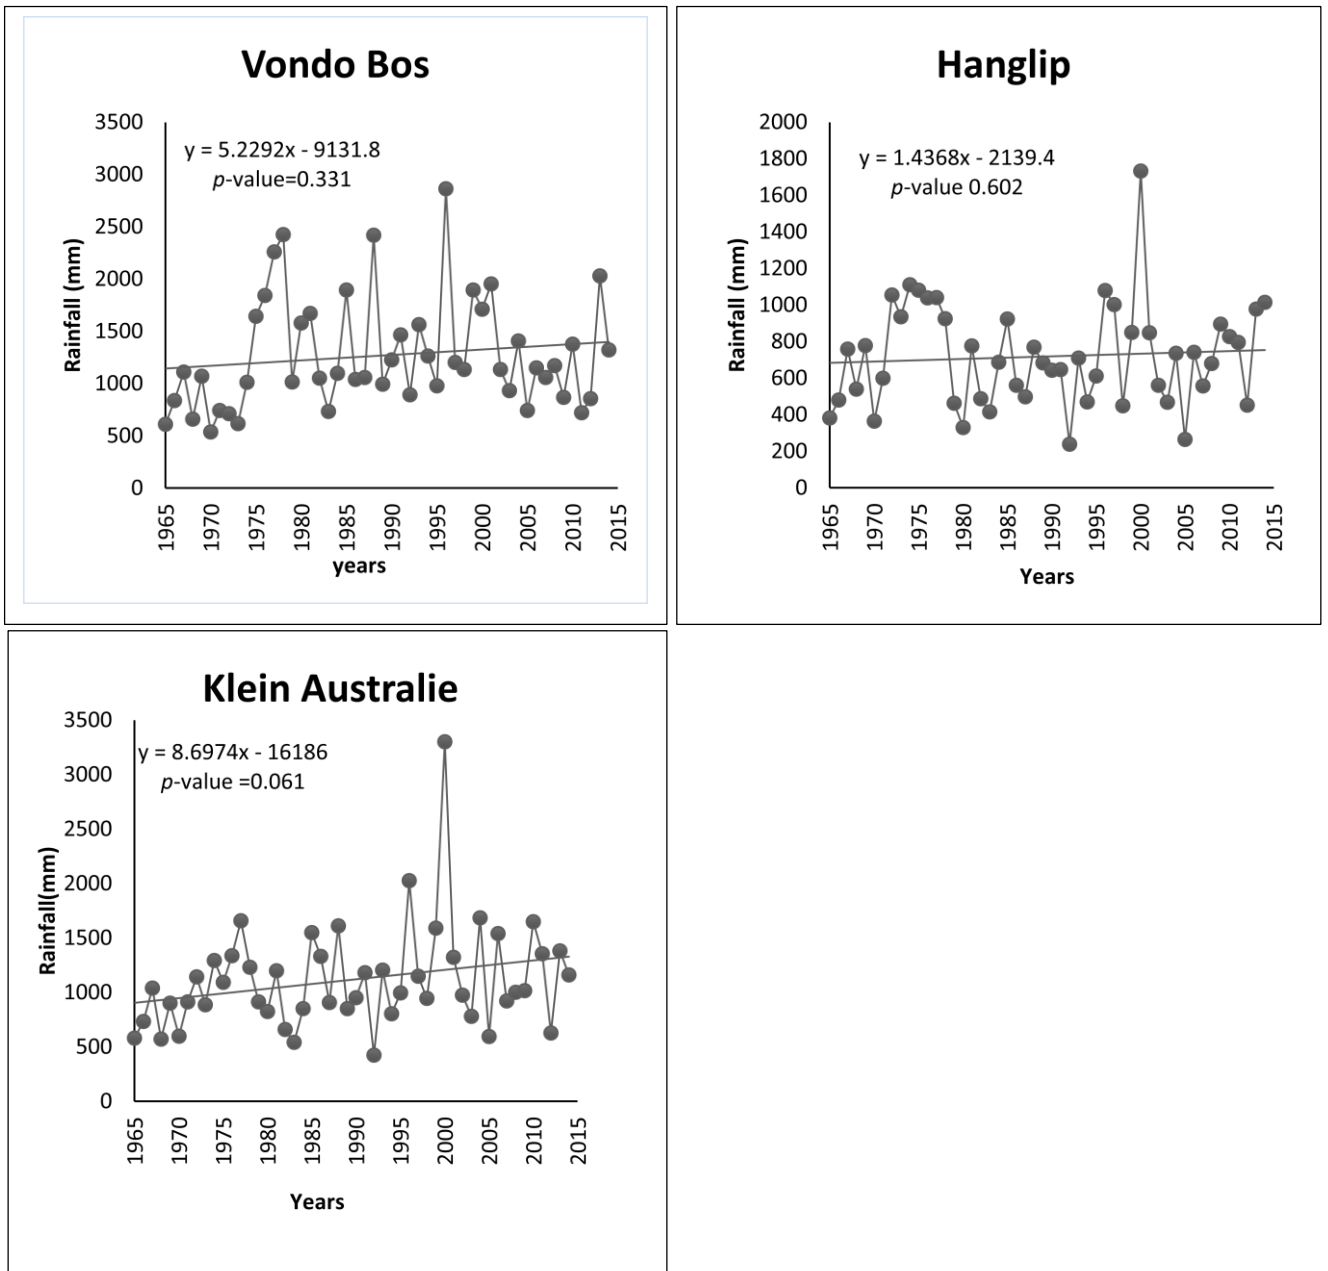 Vondo Bos
3500
3000
2500
2000
1500
1000
500
0
y = 5.2292x - 9131.8
p-value=0.331
Rainfall (mm)
1965 1970 1975 1980 1985 1990 1995 2000 2005 2010 2015
years
Hanglip
2000
1800
1600
1400
1200
1000
800
600
400
200
0
y = 1.4368x - 2139.4
p-value 0.602
Rainfall (mm)
1965 1970 1975 1980 1985 1990 1995 2000 2005 2010 2015
Years
Klein Australie
3500
3000
2500
2000
1500
1000
500
0
y = 8.6974x - 16186
p-value =0.061
Rainfall(mm)
1965 1970 1975 1980 1985 1990 1995 2000 2005 2010 2015
Years